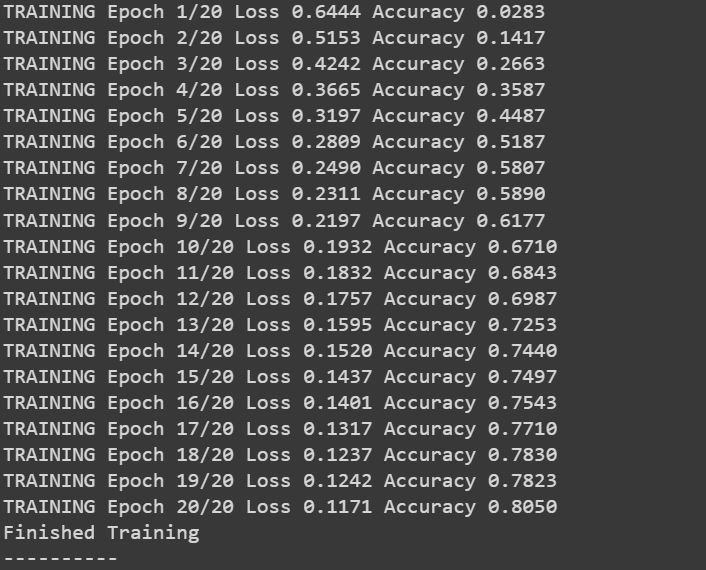 TRAINING Epoch 1/20 Loss 0.6444 Accuracy 0.0283
TRAINING Epoch 2/20 Loss 0.5153 Accuracy 0.1417
TRAINING Epoch 3/20 Loss 0.4242 Accuracy 0.2663
TRAINING Epoch 4/20 Loss 0.3665 Accuracy 0.3587
TRAINING Epoch 5/20 Loss 0.3197 Accuracy 0.4487
TRAINING Epoch 6/20 Loss 0.2809 Accuracy 0.5187
TRAINING Epoch 7/20 Loss 0.2490 Accuracy 0.5807
TRAINING Epoch 8/20 Loss 0.2311 Accuracy 0.5890
TRAINING Epoch 9/20 Loss 0.2197 Accuracy 0.6177
TRAINING Epoch 10/20 Loss 0.1932 Accuracy 0.6710
TRAINING Epoch 11/20 Loss 0.1832 Accuracy 0.6843
TRAINING Epoch 12/20 Loss 0.1757 Accuracy 0.6987
TRAINING Epoch 13/20 Loss 0.1595 Accuracy 0.7253
TRAINING Epoch 14/20 Loss 0.1520 Accuracy 0.7440
TRAINING Epoch 15/20 Loss 0.1437 Accuracy 0.7497
TRAINING Epoch 16/20 Loss 0.1401 Accuracy 0.7543
TRAINING Epoch 17/20 Loss 0.1317 Accuracy 0.7710
TRAINING Epoch 18/20 Loss 0.1237 Accuracy 0.7830
TRAINING Epoch 19/20 Loss 0.1242 Accuracy 0.7823
TRAINING Epoch 20/20 Loss 0.1171 Accuracy 0.8050
Finished Training
----------